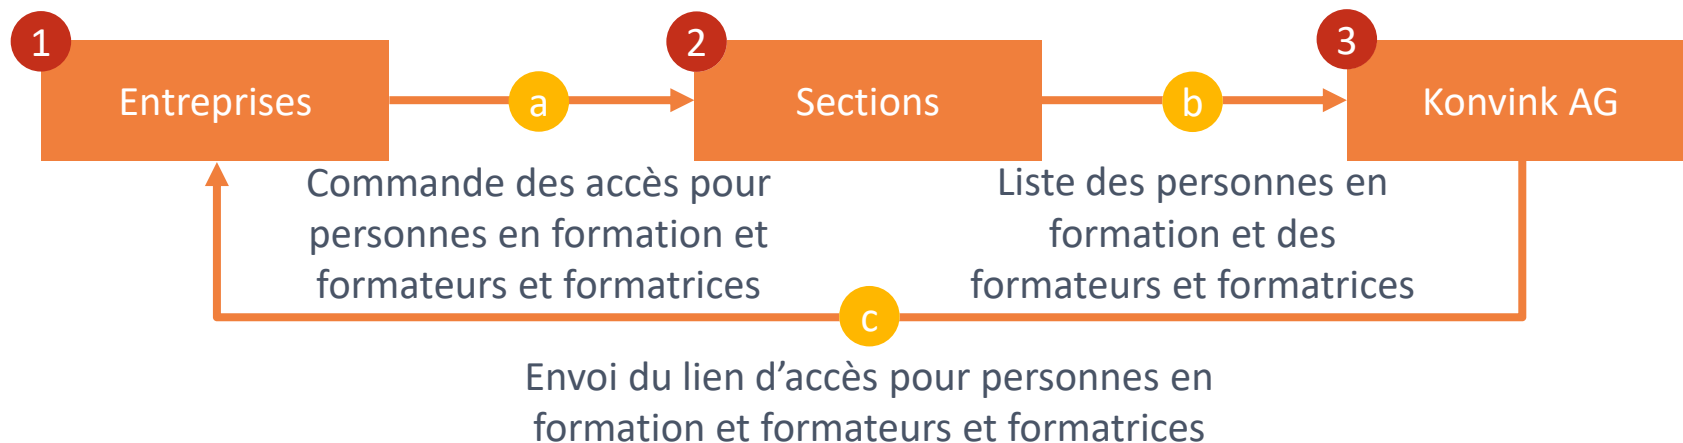 1
Entreprises
a
2
Sections
b
3
Konvink AG
Commande des accès pour
personnes en formation et
formateurs et formatrices
Liste des personnes en
formation et des
formateurs et formatrices
c
Envoi du lien d’accès pour personnes en
formation et formateurs et formatrices